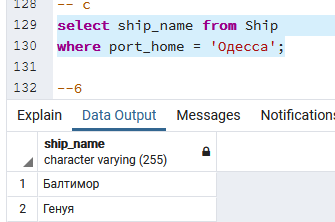 128 -- c
129 select ship_name from Ship
130 where port_home = 'Одесса';
131
132 --6
Explain Data Output Messages Notifications
ship_name
character varying (255)
1 Балтимор
2 Генуя